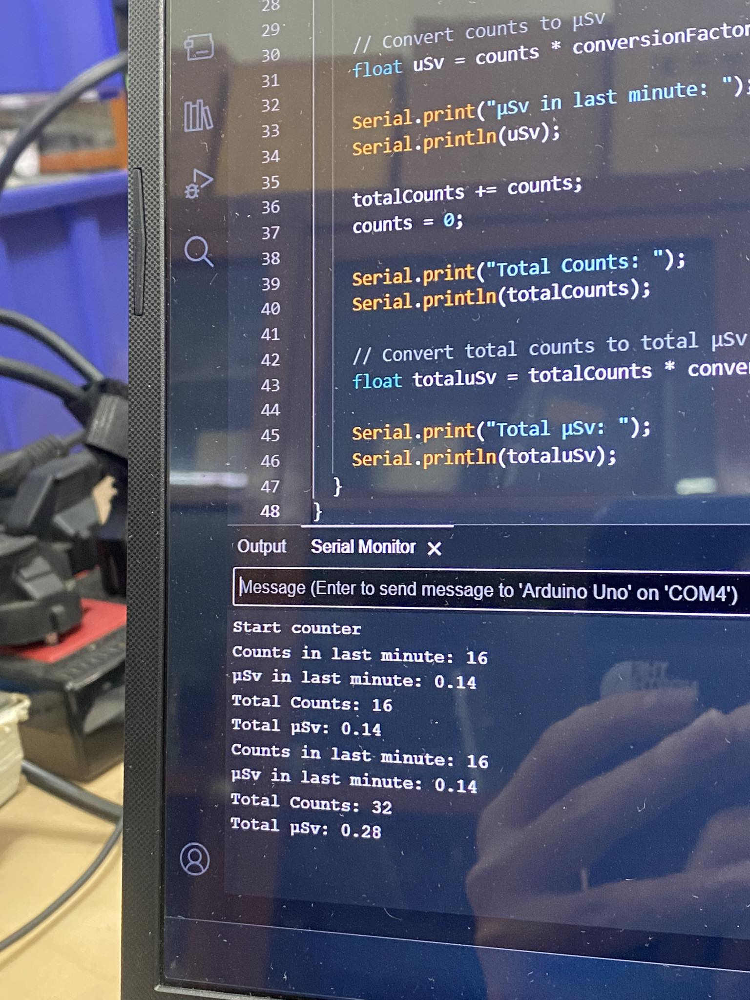 28
29 // Convert counts to µSv
30 float uSv = counts * conversionFactor
31
32 Serial.print("µSv in last minute: ");
33 Serial.println(uSv);
34
35 totalCounts += counts;
36 counts = 0;
37
38 Serial.print("Total Counts: ");
39 Serial.println(totalCounts);
40
41 // Convert total counts to total µSv
42 float totaluSv = totalCounts * conver
43
44
45 Serial.print("Total µSv: ");
46 Serial.println(totaluSv);
47 }
48 }
Output Serial Monitor
Message (Enter to send message to 'Arduino Uno' on 'COM4')
Start counter
Counts in last minute: 16
µSv in last minute: 0.14
Total Counts: 16
Total µSv: 0.14
Counts in last minute: 16
µSv in last minute: 0.14
Total Counts: 32
Total µSv: 0.28